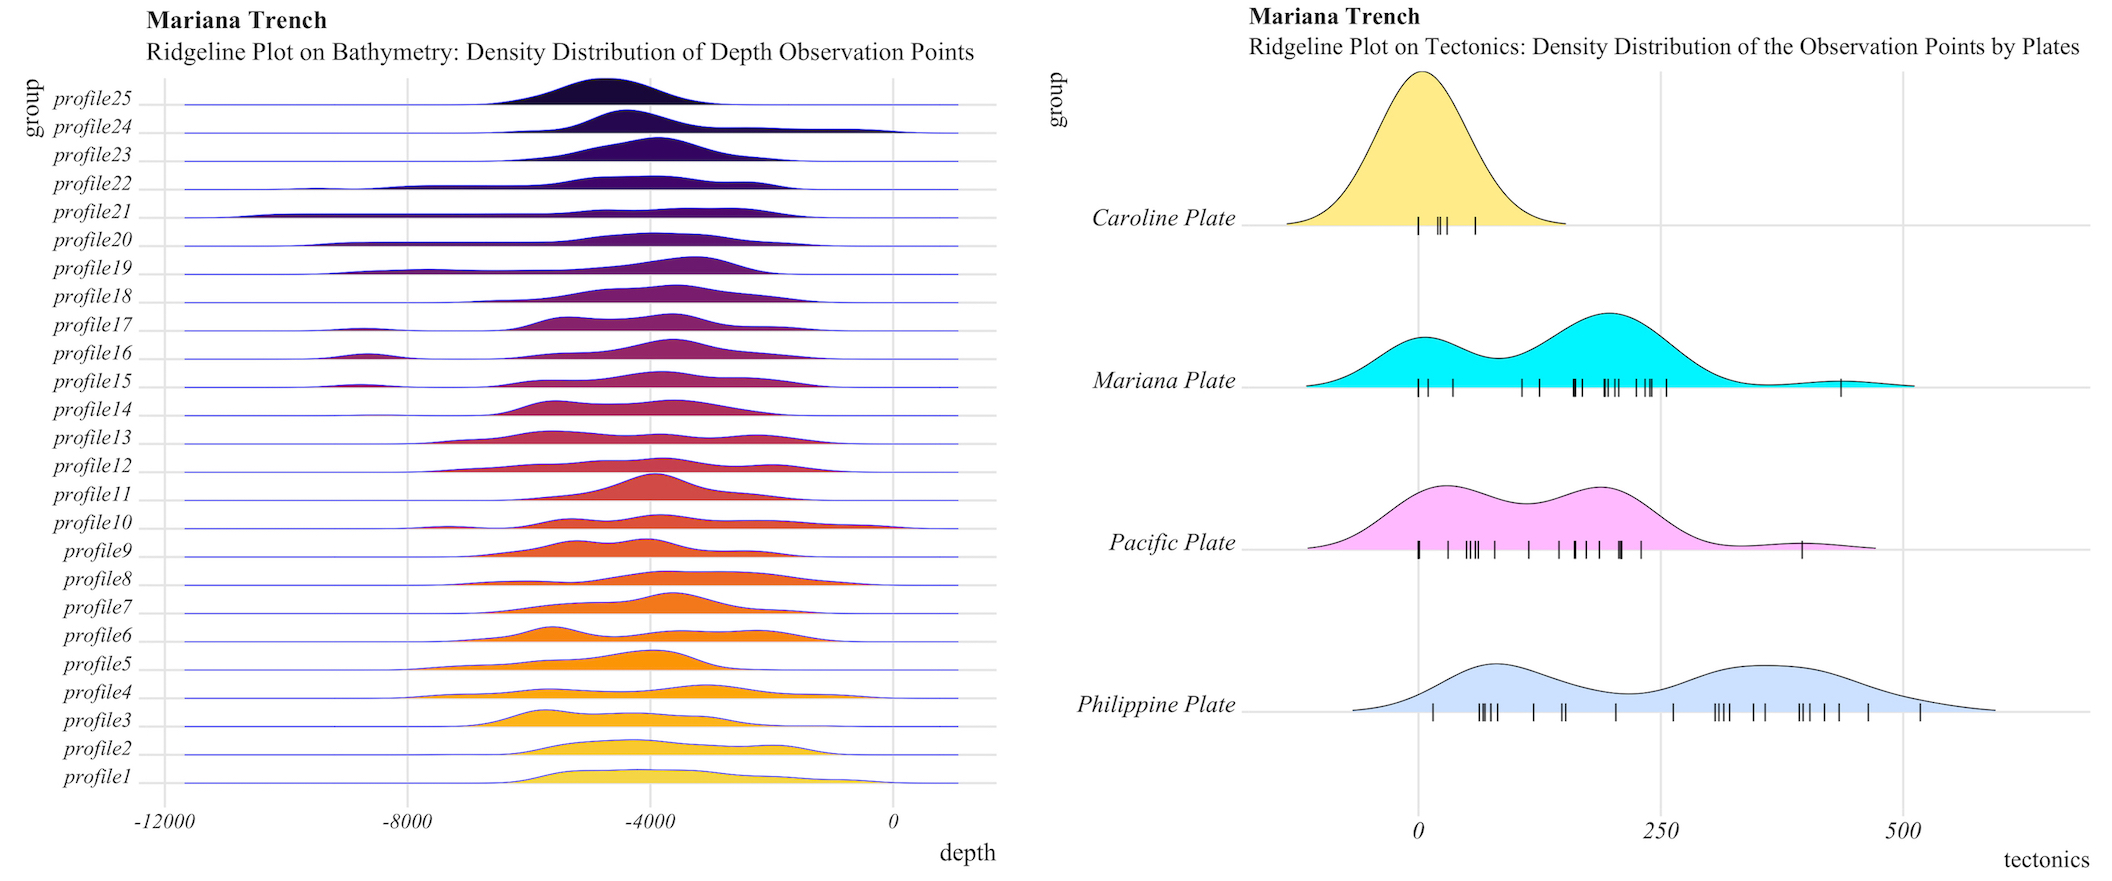 Mariana Trench
Ridgeline Plot on Bathymetry: Density Distribution of Depth Observation Points
group
profile25
profile24
profile23
profile22
profile21
profile20
profile19
profile18
profile17
profile16
profile15
profile14
profile13
profile12
profile11
profile10
profile9
profile8
profile7
profile6
profile5
profile4
profile3
profile2
profile1
-12000 -8000 -4000 0
depth
Mariana Trench
Ridgeline Plot on Tectonics: Density Distribution of the Observation Points by Plates
group
Caroline Plate
Mariana Plate
Pacific Plate
Philippine Plate
0 250 500
tectonics